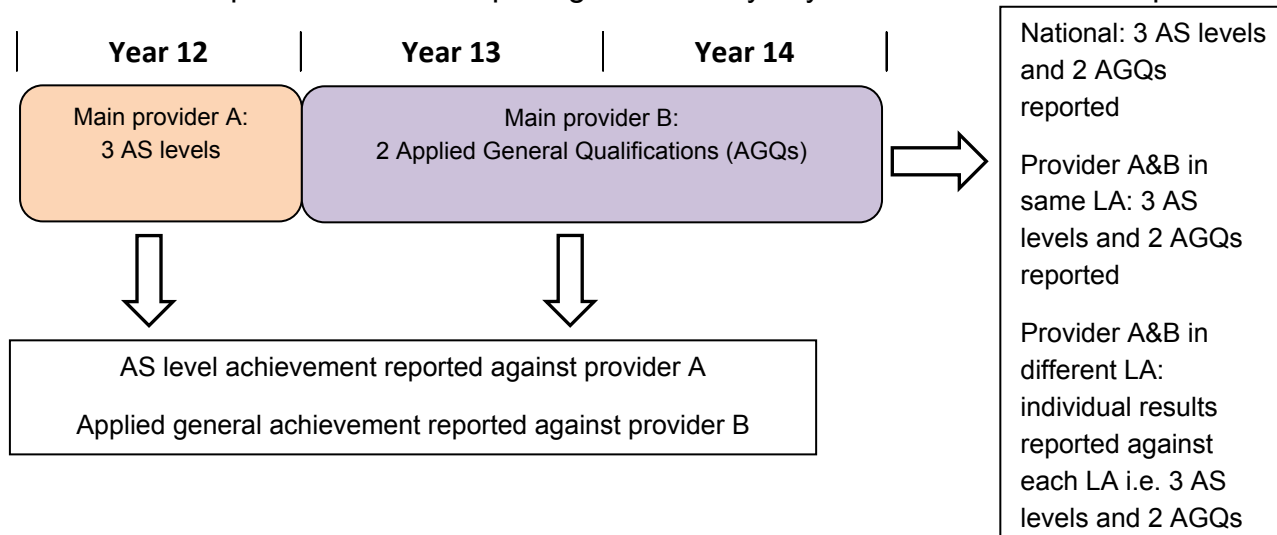 Year 12
Year 13
Year 14
Main provider A:
3 AS levels
Main provider B:
2 Applied General Qualifications (AGQs)
AS level achievement reported against provider A
Applied general achievement reported against provider B
National: 3 AS levels
and 2 AGQs
reported
Provider A&B in
same LA: 3 AS
levels and 2 AGQs
reported
Provider A&B in
different LA:
individual results
reported against
each LA i.e. 3 AS
levels and 2 AGQs